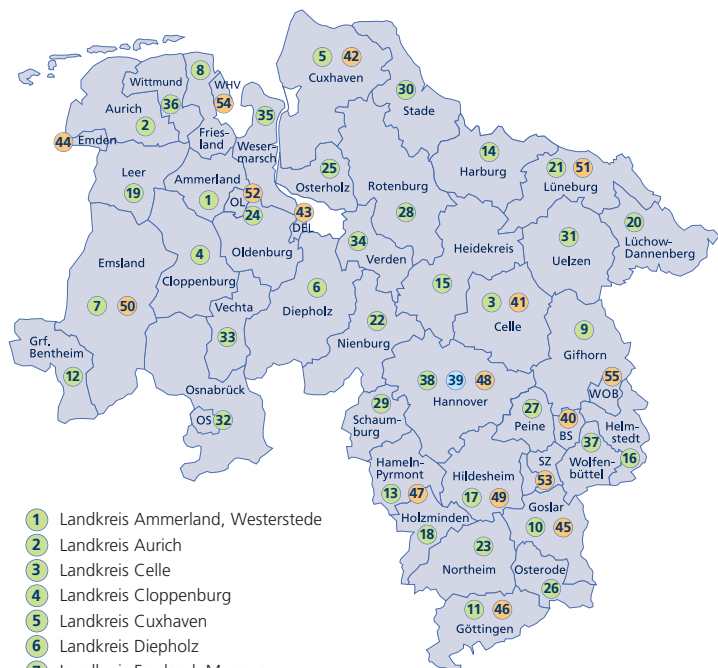 5 42
Cuxhaven
8
WHV
54
Wittmund
36
Aurich
2
44
Emden
Fries-
land
35
Weser-
marsch
30
Stade
14
Harburg
21 51
Lüneburg
20
Lüchow-
Dannenberg
25
Osterholz
Rotenburg
28
Leer
19
Ammerland
1
OL
52
24
Oldenburg
43
DEL
34
Verden
Heidekreis
15
31
Uelzen
Emsland
7 50
4
Cloppenburg
Vechta
33
6
Diepholz
22
Nienburg
3 41
Celle
9
Gifhorn
Grf.
Bentheim
12
Osnabrück
OS
32
38 39 48
Hannover
29
Schaum-
burg
27
Peine
55
WOB
40
BS
Helm-
stedt
16
37
Wolfen-
büttel
SZ
53
Hameln-
Pyrmont
13 47
Hildesheim
17 49
Holzminden
18
Goslar
10 45
23
Northeim
Osterode
26
11 46
Göttingen
1 Landkreis Ammerland, Westerstede
2 Landkreis Aurich
3 Landkreis Celle
4 Landkreis Cloppenburg
5 Landkreis Cuxhaven
6 Landkreis Diepholz